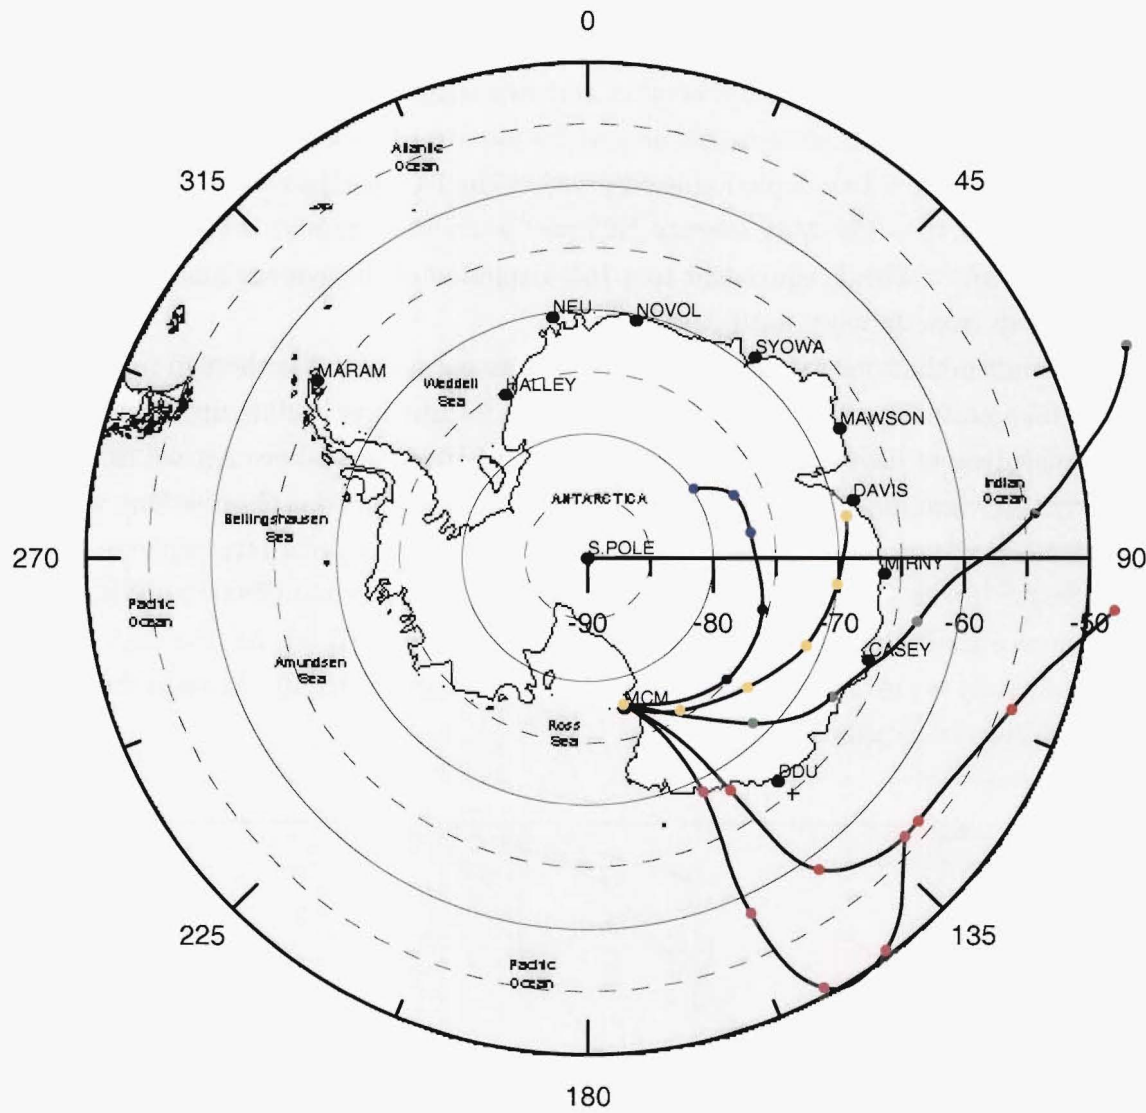 0
Atlantic
Ocean
315
45
NEU
NOVOL
SYOWA
MARAM
Weddell
Sea
HALLEY
MAWSON
ANTARCTICA
DAVIS
Indian
Ocean
Bellingshausen
Sea
270
S.POLE
MIRNY
90
Pacific
Ocean
-90
-80
-70
-60
-50
CASEY
Amundsen
Sea
MCM
Ross
Sea
DDU
+
225
135
Pacific
Ocean
180